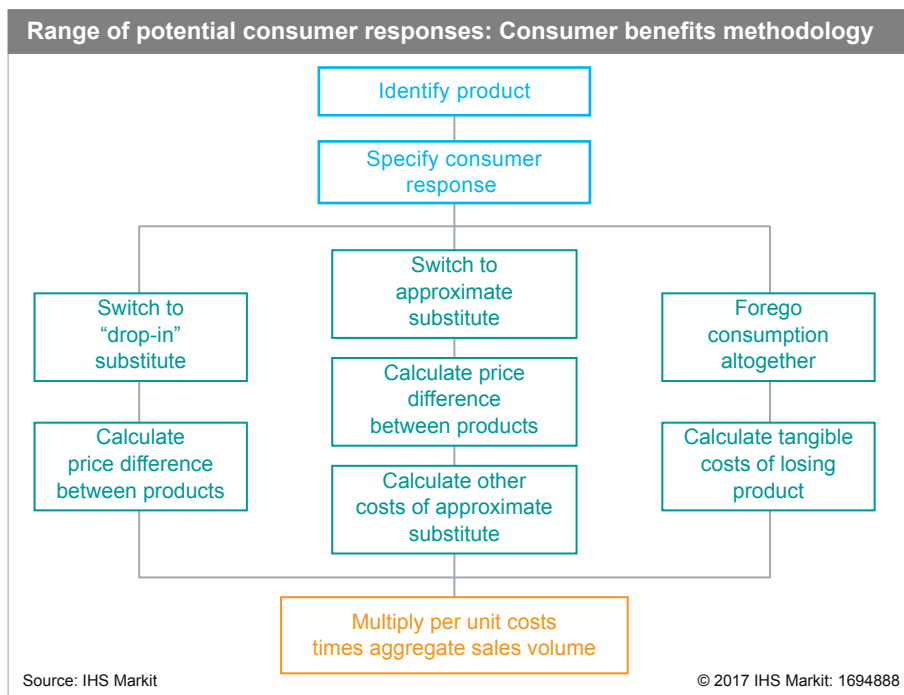 Range of potential consumer responses: Consumer benefits methodology
Identify product
Specify consumer
response
Switch to
“drop-in”
substitute
Calculate
price difference
between products
Switch to
approximate
substitute
Calculate price
difference
between products
Calculate other
costs of approximate
substitute
Forego
consumption
altogether
Calculate tangible
costs of losing
product
Multiply per unit costs
times aggregate sales volume
Source: IHS Markit
© 2017 IHS Markit: 1694888